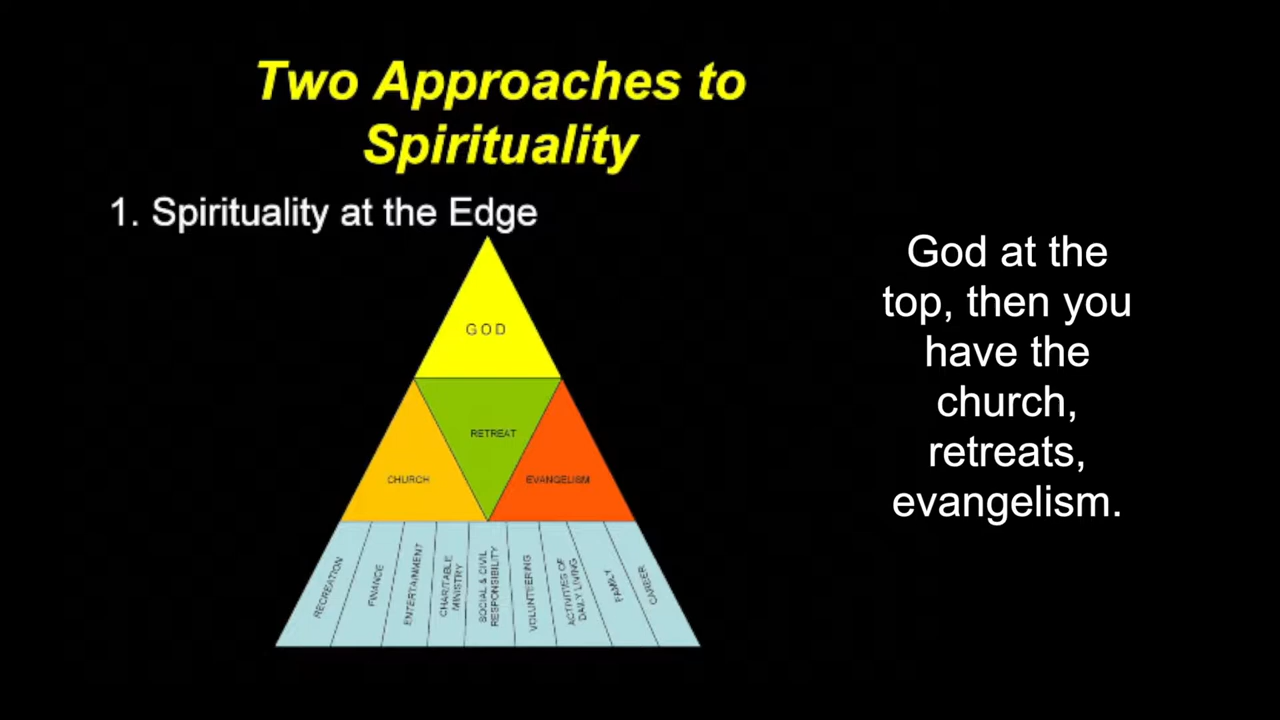 Two Approaches to
Spirituality
1. Spirituality at the Edge
GOD
RETREAT
CHURCH
EVANGELISM
RECREATION
FINANCE
ENTERTAINMENT
CHARITABLE
MINISTRY
SOCIAL & CIVIL
RESPONSIBILITY
VOLUNTEERING
ACTIVITIES OF
DAILY LIVING
FAMILY
CAREER
God at the
top, then you
have the
church,
retreats,
evangelism.